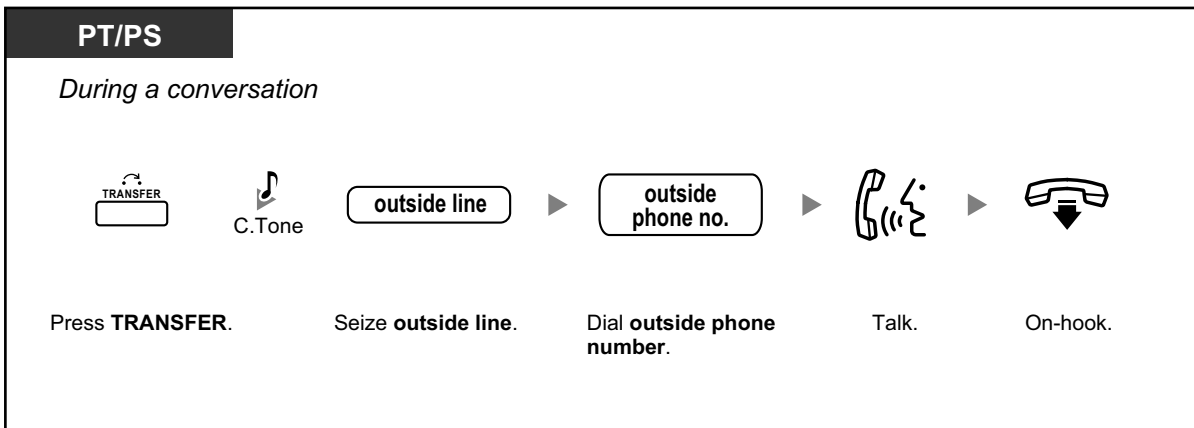 PT/PS
During a conversation
TRANSFER
C.Tone
outside line
outside
phone no.
Press TRANSFER.
Seize outside line.
Dial outside phone
number.
Talk.
On-hook.